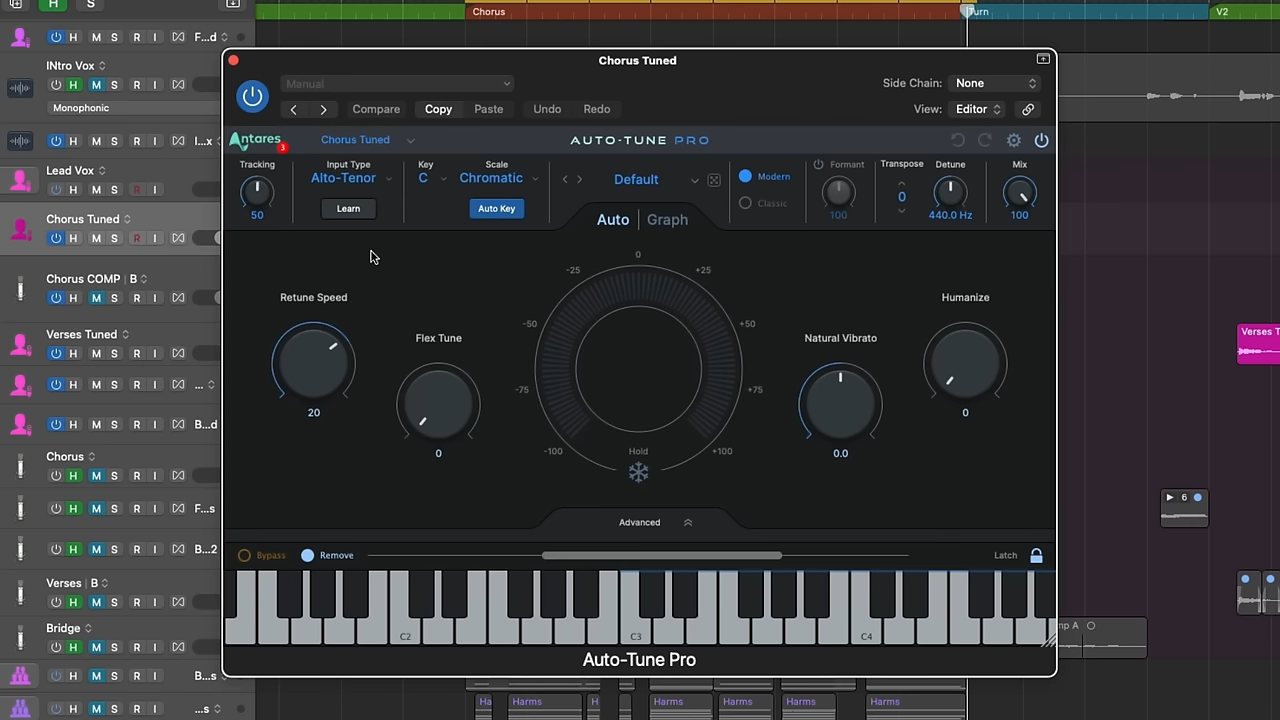 H S
Chorus
Turn
V2
H M S R I F...d
INtro Vox
H M S R I
Monophonic
H M S R I I...x
Lead Vox
H M S R
Chorus Tuned
H M S R I
Chorus COMP | B
H M S R I
Verses Tuned
H M S R I
H M S R I ...
H M S R I B...d
Chorus
H M S R I
H M S R I F...s
H M S R I B...2
Verses | B
H M S R I
Bridge
H M S R I
H M S R I B...s
H M S R I ...s
Chorus Tuned
Manual
Side Chain: None
Compare Copy Paste Undo Redo
View: Editor
Antares 3
Chorus Tuned
AUTO-TUNE PRO
Tracking
50
Input Type
Alto-Tenor
Learn
Key
C
Scale
Chromatic
Auto Key
Default
Modern
Classic
Formant
100
Transpose
0
Detune
440.0 Hz
Mix
100
Auto | Graph
Retune Speed
20
Flex Tune
0
0
-25 +25
-50 +50
-75 +75
-100 +100
Hold
Natural Vibrato
0.0
Humanize
0
Advanced
Bypass Remove
Latch
C2 C3 C4
Auto-Tune Pro
Verses T
6
mp A
Ha Harms H Harms Harms Harms Harms